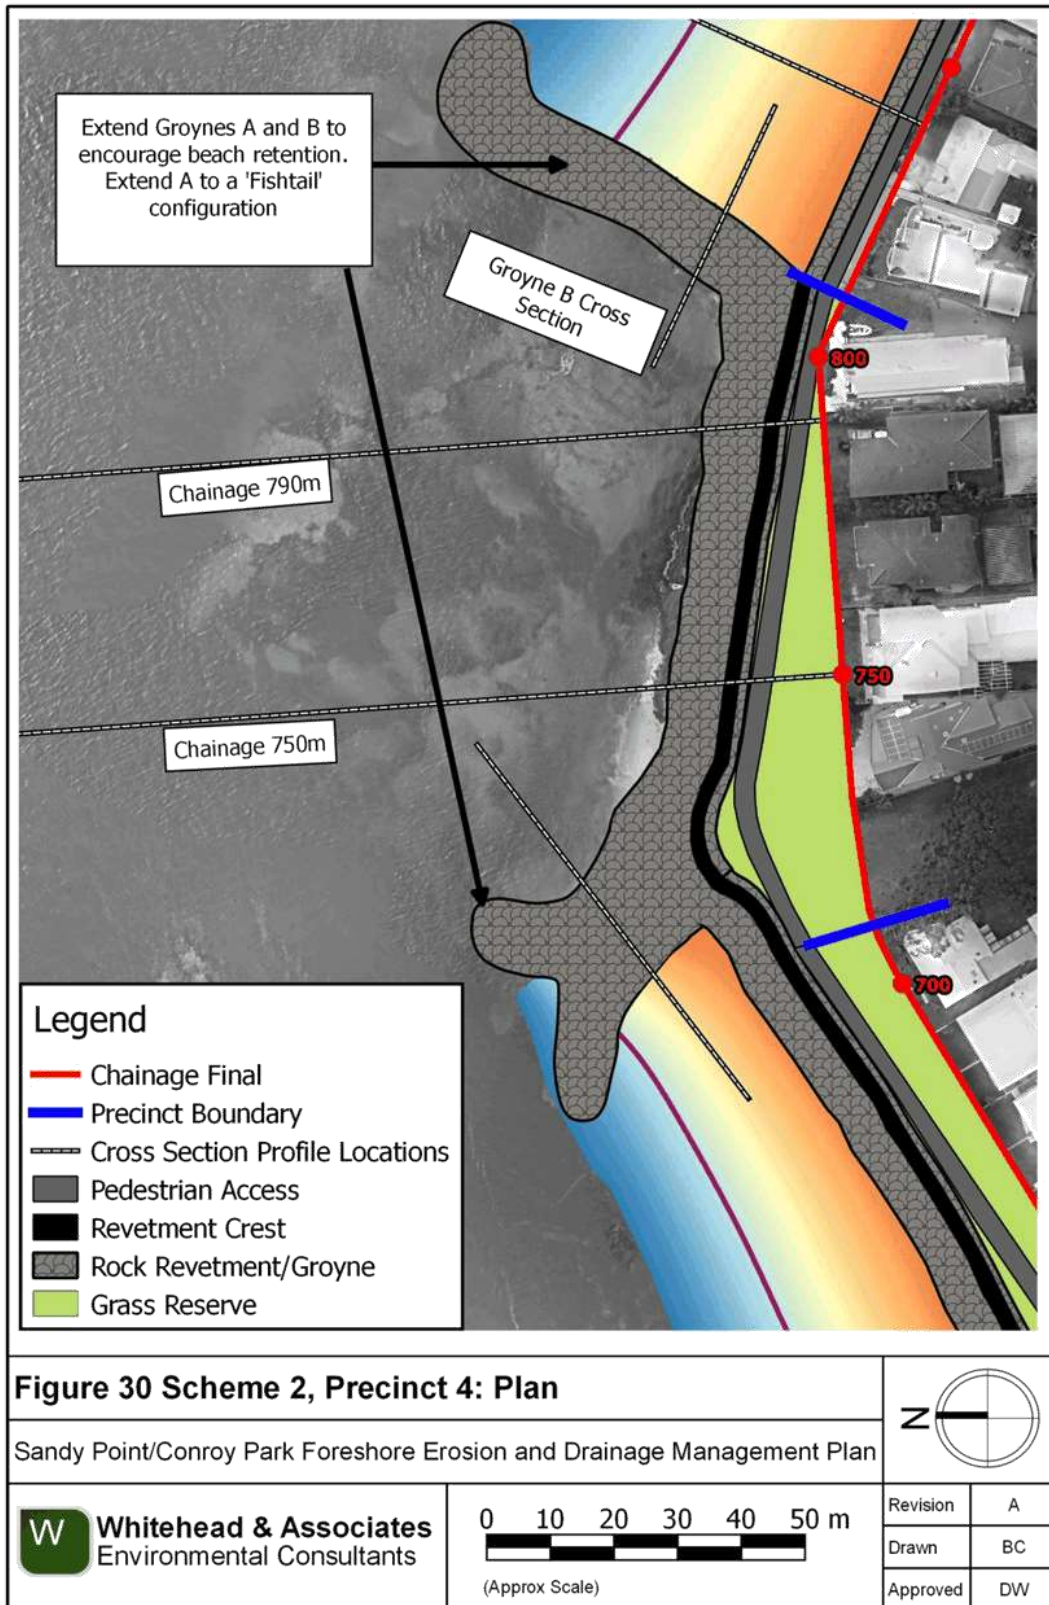 Extend Groynes A and B to
encourage beach retention.
Extend A to a 'Fishtail'
configuration
Groyne B Cross
Section
800
Chainage 790m
750
Chainage 750m
700
Legend
Chainage Final
Precinct Boundary
Cross Section Profile Locations
Pedestrian Access
Revetment Crest
Rock Revetment/Groyne
Grass Reserve
Figure 30 Scheme 2, Precinct 4: Plan
Sandy Point/Conroy Park Foreshore Erosion and Drainage Management Plan
N
W
Whitehead & Associates
Environmental Consultants
0 10 20 30 40 50 m
(Approx Scale)
Revision A
Drawn BC
Approved DW